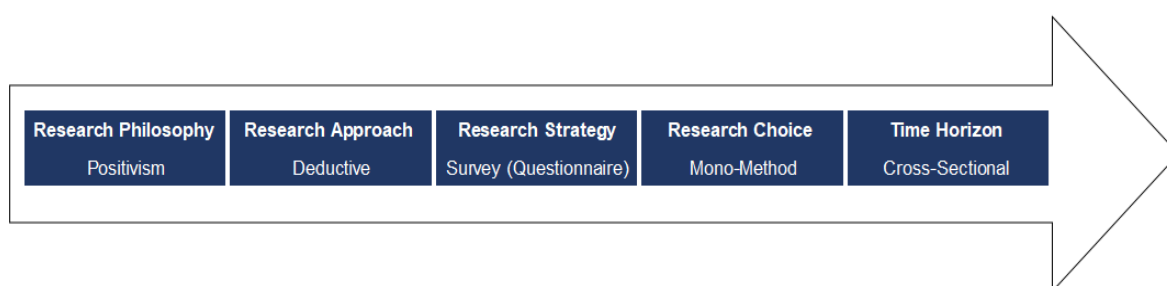 Research Philosophy
Positivism
Research Approach
Deductive
Research Strategy
Survey (Questionnaire)
Research Choice
Mono-Method
Time Horizon
Cross-Sectional